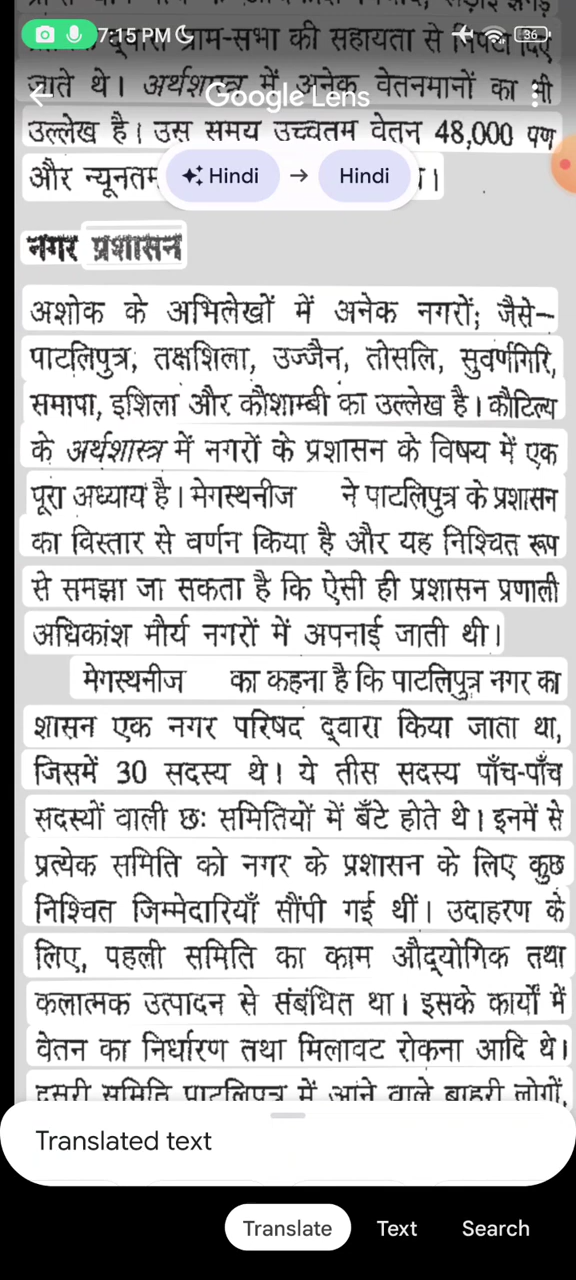 7:15 PM
36
द्वारा ग्राम-सभा की सहायता से निपटा दिए
जाते थे। अर्थशास्त्र में अनेक वेतनमानों का भी
Google Lens
उल्लेख है। उस समय उच्चतम वेतन 48,000 पण
और न्यूनतम
Hindi → Hindi
नगर प्रशासन
अशोक के अभिलेखों में अनेक नगरों; जैसे–
पाटलिपुत्र, तक्षशिला, उज्जैन, तोसलि, सुवर्णगिरि,
समापा, इशिला और कौशाम्बी का उल्लेख है। कौटिल्य
के अर्थशास्त्र में नगरों के प्रशासन के विषय में एक
पूरा अध्याय है। मेगस्थनीज ने पाटलिपुत्र के प्रशासन
का विस्तार से वर्णन किया है और यह निश्चित रूप
से समझा जा सकता है कि ऐसी ही प्रशासन प्रणाली
अधिकांश मौर्य नगरों में अपनाई जाती थी।
मेगस्थनीज का कहना है कि पाटलिपुत्र नगर का
शासन एक नगर परिषद द्वारा किया जाता था,
जिसमें 30 सदस्य थे। ये तीस सदस्य पाँच-पाँच
सदस्यों वाली छः समितियों में बँटे होते थे। इनमें से
प्रत्येक समिति को नगर के प्रशासन के लिए कुछ
निश्चित जिम्मेदारियाँ सौंपी गई थीं। उदाहरण के
लिए, पहली समिति का काम औद्योगिक तथा
कलात्मक उत्पादन से संबंधित था। इसके कार्यों में
वेतन का निर्धारण तथा मिलावट रोकना आदि थे।
दूसरी समिति पाटलिपुत्र में आने वाले बाहरी लोगों,
Translated text
Translate Text Search